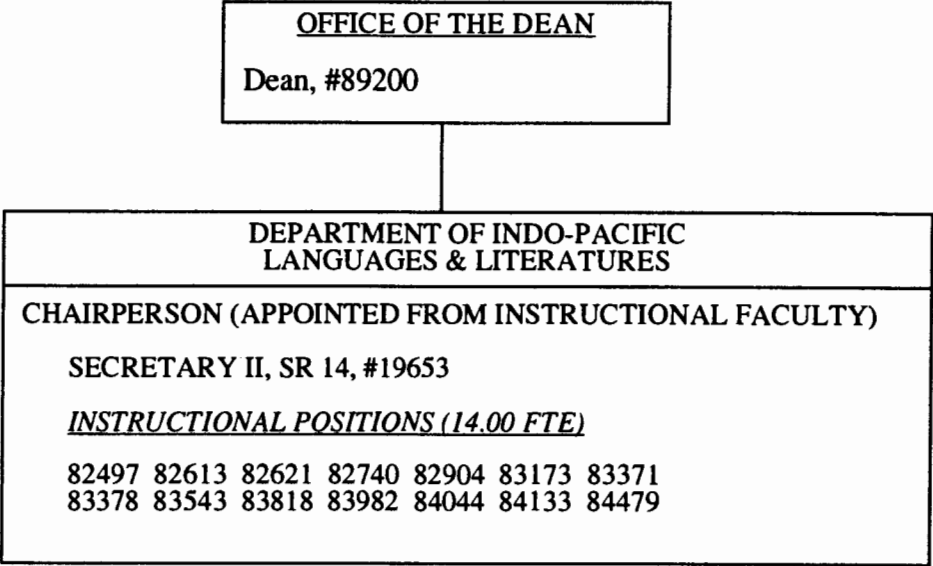 OFFICE OF THE DEAN
Dean, #89200
DEPARTMENT OF INDO-PACIFIC
LANGUAGES & LITERATURES
CHAIRPERSON (APPOINTED FROM INSTRUCTIONAL FACULTY)
SECRETARY II, SR 14, #19653
INSTRUCTIONAL POSITIONS (14.00 FTE)
82497 82613 82621 82740 82904 83173 83371
83378 83543 83818 83982 84044 84133 84479